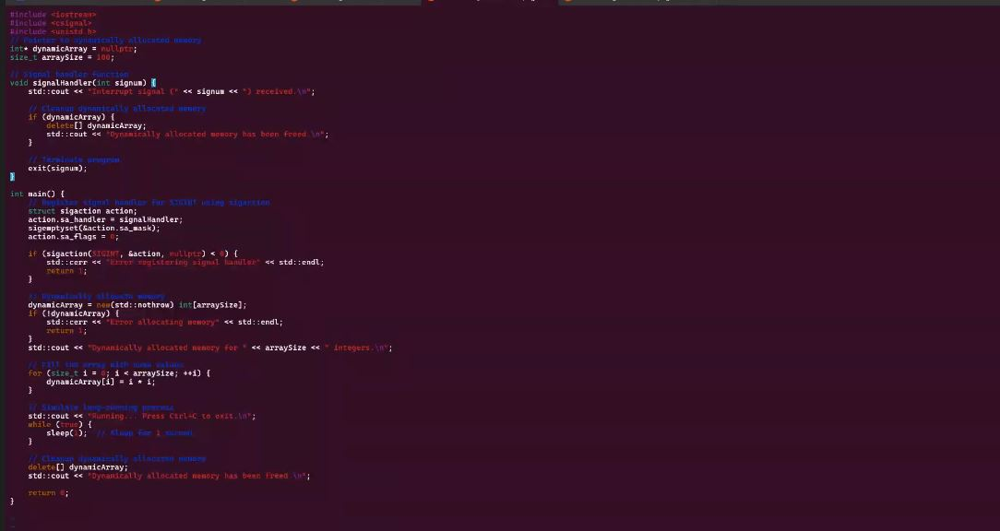 #include <iostream>
#include <csignal>
#include <unistd.h>
// Pointer to dynamically allocated memory
int* dynamicArray = nullptr;
size_t arraySize = 100;
// Signal handler function
void signalHandler(int signum) {
std::cout << "Interrupt signal (" << signum << ") received.\n";
// Cleanup dynamically allocated memory
if (dynamicArray) {
delete[] dynamicArray;
std::cout << "Dynamically allocated memory has been freed.\n";
}
// Terminate program
exit(signum);
}
int main() {
// Register signal handler for SIGINT using sigaction
struct sigaction action;
action.sa_handler = signalHandler;
sigemptyset(&action.sa_mask);
action.sa_flags = 0;
if (sigaction(SIGINT, &action, nullptr) < 0) {
std::cerr << "Error registering signal handler" << std::endl;
return 1;
}
// Dynamically allocate memory
dynamicArray = new(std::nothrow) int[arraySize];
if (!dynamicArray) {
std::cerr << "Error allocating memory" << std::endl;
return 1;
}
std::cout << "Dynamically allocated memory for " << arraySize << " integers.\n";
// Fill the array with some values
for (size_t i = 0; i < arraySize; ++i) {
dynamicArray[i] = i * i;
}
// Simulate long-running process
std::cout << "Running... Press Ctrl+C to exit.\n";
while (true) {
sleep(1); // Sleep for 1 second
}
// Cleanup dynamically allocated memory
delete[] dynamicArray;
std::cout << "Dynamically allocated memory has been freed.\n";
return 0;
}
~
~